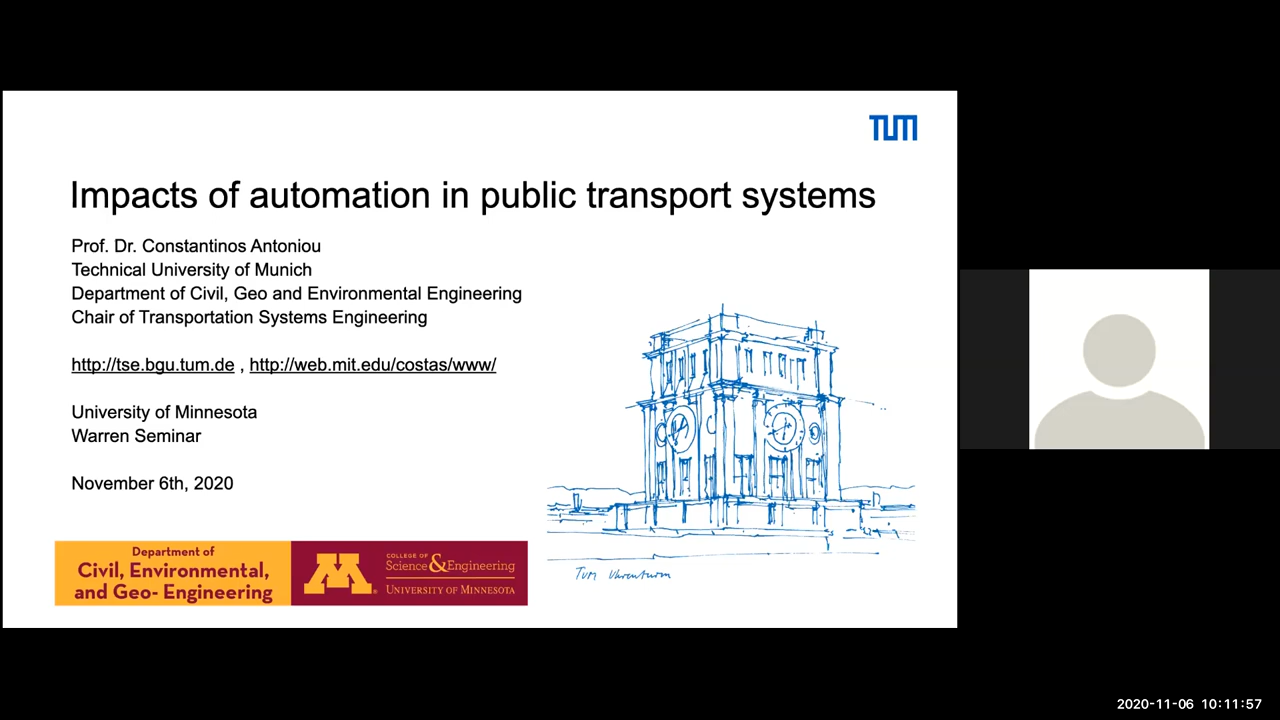 TUM
Impacts of automation in public transport systems
Prof. Dr. Constantinos Antoniou
Technical University of Munich
Department of Civil, Geo and Environmental Engineering
Chair of Transportation Systems Engineering
http://tse.bgu.tum.de , http://web.mit.edu/costas/www/
University of Minnesota
Warren Seminar
November 6th, 2020
TUM Uhrenturm
Department of
Civil, Environmental,
and Geo- Engineering
M
COLLEGE OF
Science & Engineering
UNIVERSITY OF MINNESOTA
2020-11-06 10:11:57